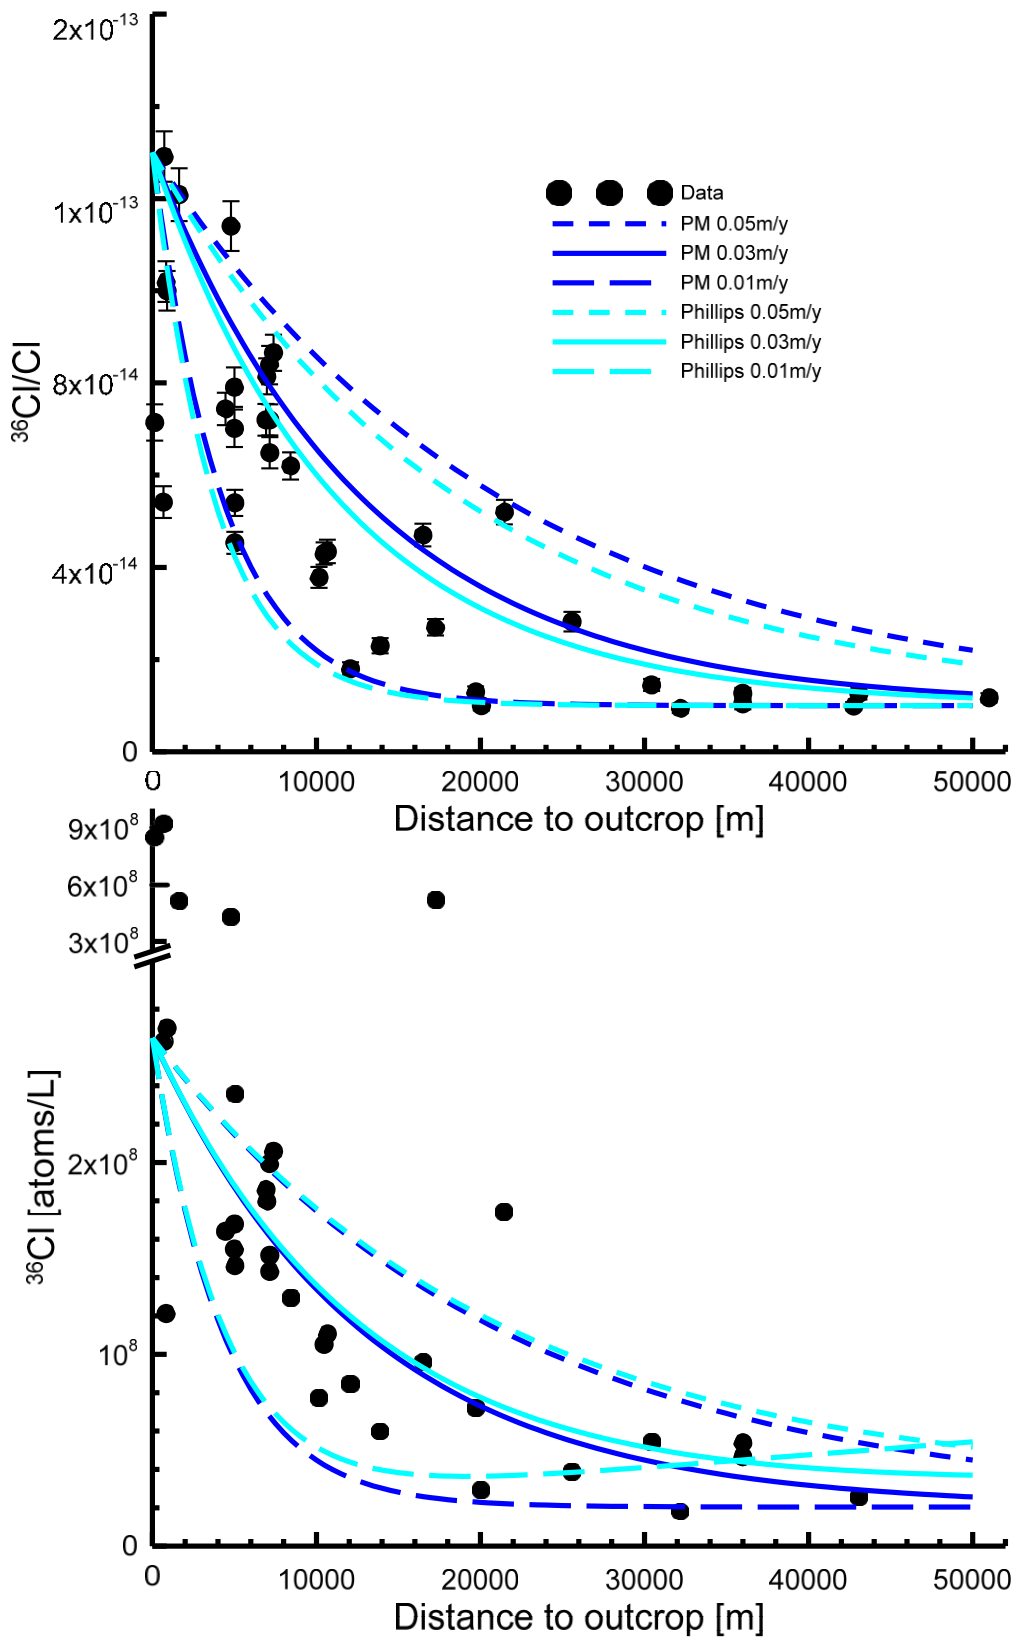 2x10⁻¹³
1x10⁻¹³
8x10⁻¹⁴
4x10⁻¹⁴
0
³⁶Cl/Cl
Data
PM 0.05m/y
PM 0.03m/y
PM 0.01m/y
Phillips 0.05m/y
Phillips 0.03m/y
Phillips 0.01m/y
0 10000 20000 30000 40000 50000
Distance to outcrop [m]
9x10⁸
6x10⁸
3x10⁸
2x10⁸
10⁸
0
³⁶Cl [atoms/L]
0 10000 20000 30000 40000 50000
Distance to outcrop [m]